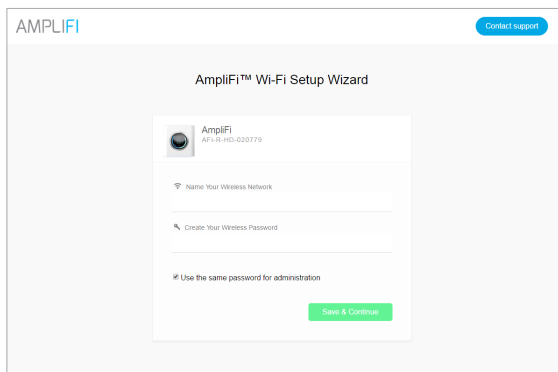 AMPLIFI
Contact support
AmpliFi™ Wi-Fi Setup Wizard
AmpliFi
AFi-R-HD-020779
Name Your Wireless Network
Create Your Wireless Password
Use the same password for administration
Save & Continue